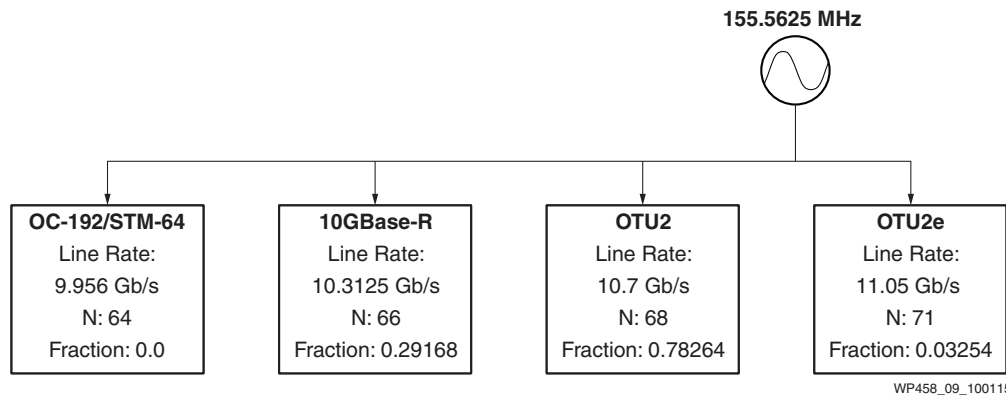 155.5625 MHz
OC-192/STM-64
Line Rate:
9.956 Gb/s
N: 64
Fraction: 0.0
10GBase-R
Line Rate:
10.3125 Gb/s
N: 66
Fraction: 0.29168
OTU2
Line Rate:
10.7 Gb/s
N: 68
Fraction: 0.78264
OTU2e
Line Rate:
11.05 Gb/s
N: 71
Fraction: 0.03254
WP458_09_100115